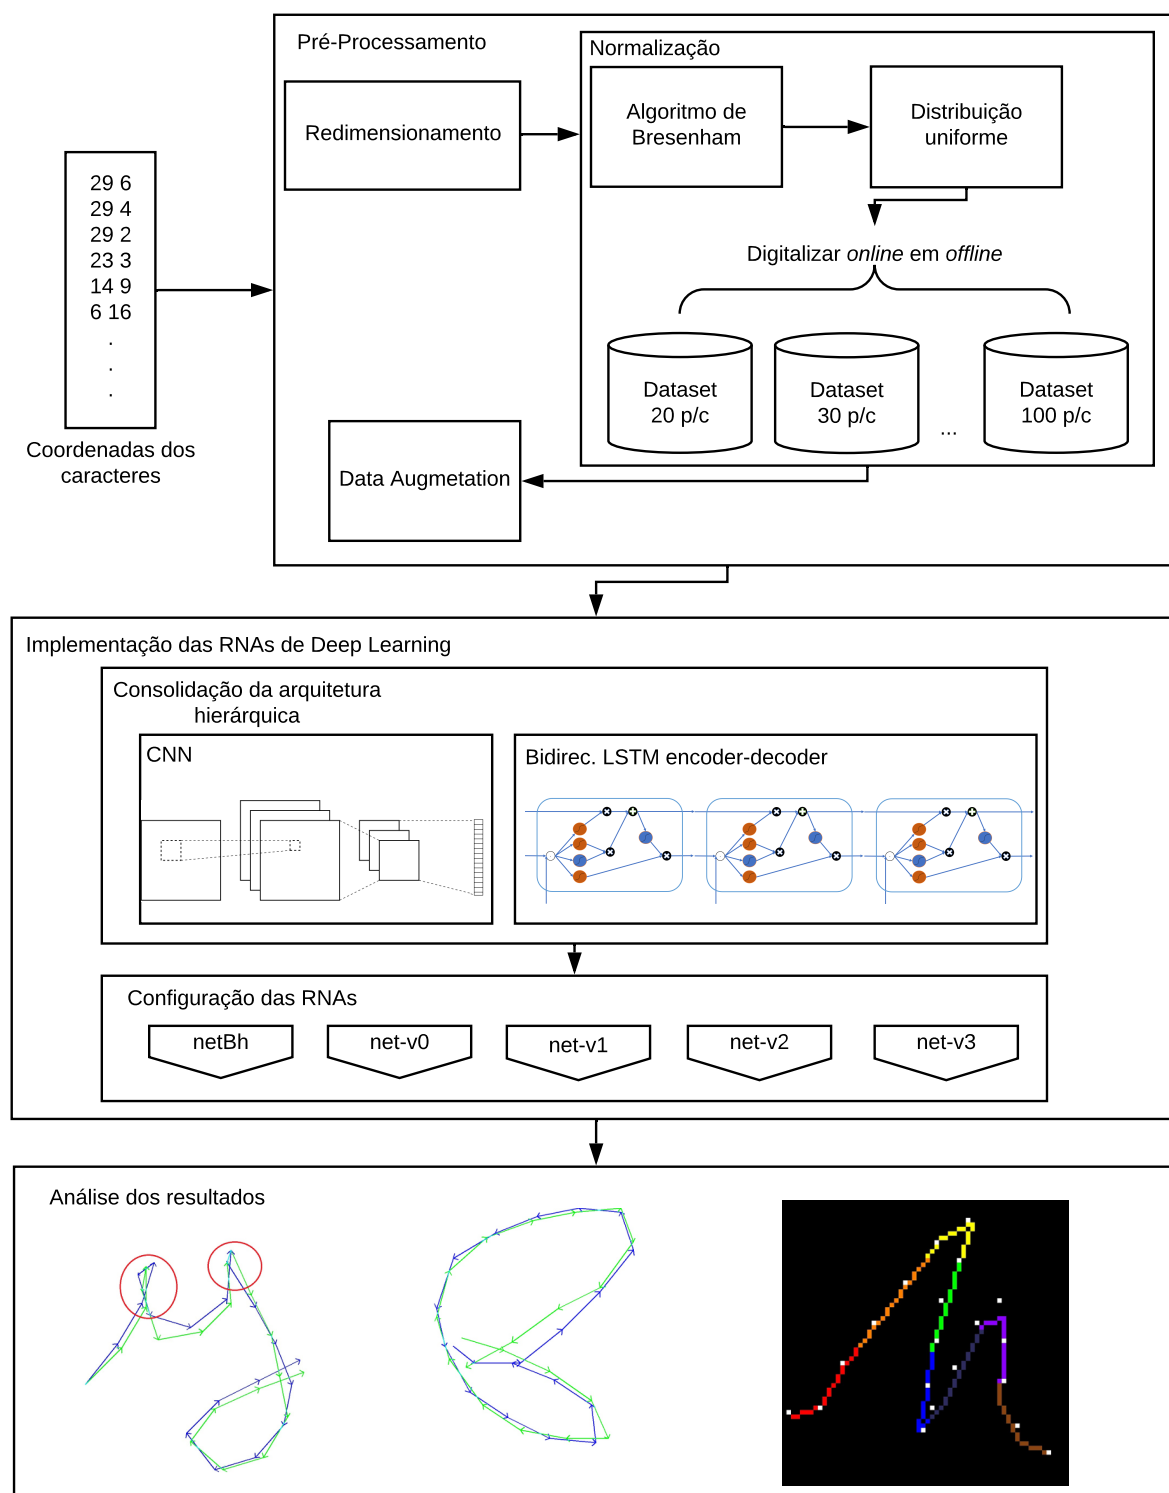 Pré-Processamento
Normalização
Redimensionamento
Algoritmo de
Bresenham
Distribuição
uniforme
29 6
29 4
29 2
23 3
14 9
6 16
.
.
.
Coordenadas dos
caracteres
Digitalizar online em offline
Dataset
20 p/c
Dataset
30 p/c
...
Dataset
100 p/c
Data Augmetation
Implementação das RNAs de Deep Learning
Consolidação da arquitetura
hierárquica
CNN
Bidirec. LSTM encoder-decoder
Configuração das RNAs
netBh
net-v0
net-v1
net-v2
net-v3
Análise dos resultados